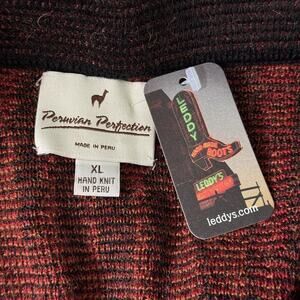 Peruvian Perfection
MADE IN PERU
XL
HAND KNIT
IN PERU
LEDDY
BOOTS
LEDDY'S
leddys.com